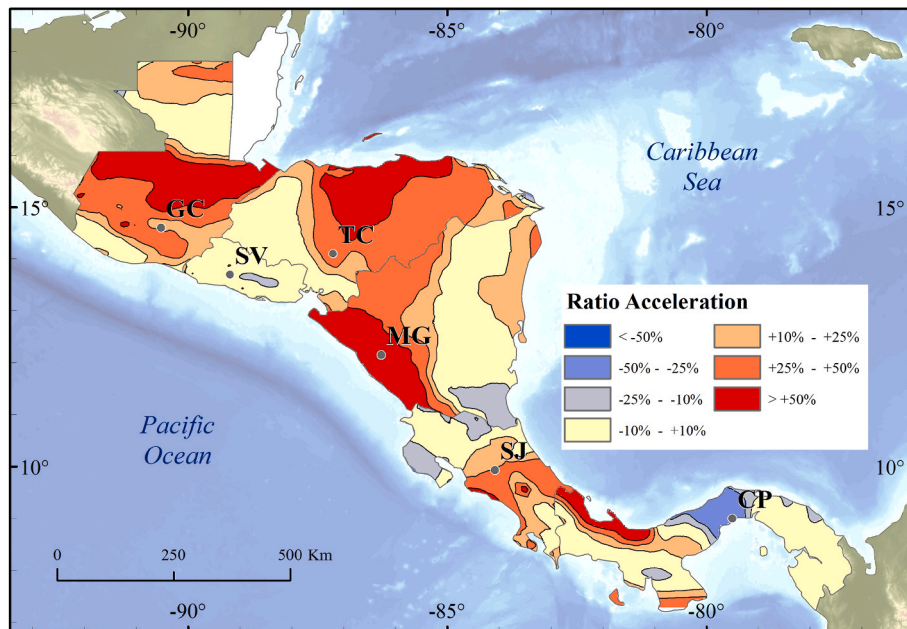 -90°
-85°
-80°
Caribbean
Sea
15°
15°
GC
TC
SV
MG
Ratio Acceleration
< -50%
+10% - +25%
-50% - -25%
+25% - +50%
-25% - -10%
> +50%
-10% - +10%
Pacific
Ocean
SJ
10°
10°
CP
0
250
500 Km
-90°
-85°
-80°